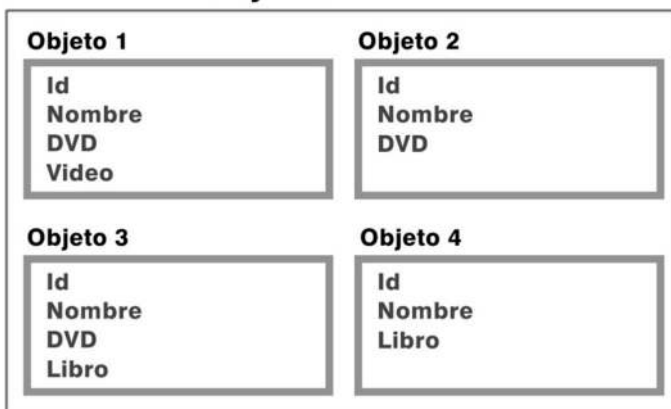 Objeto 1
Id
Nombre
DVD
Video
Objeto 2
Id
Nombre
DVD
Objeto 3
Id
Nombre
DVD
Libro
Objeto 4
Id
Nombre
Libro